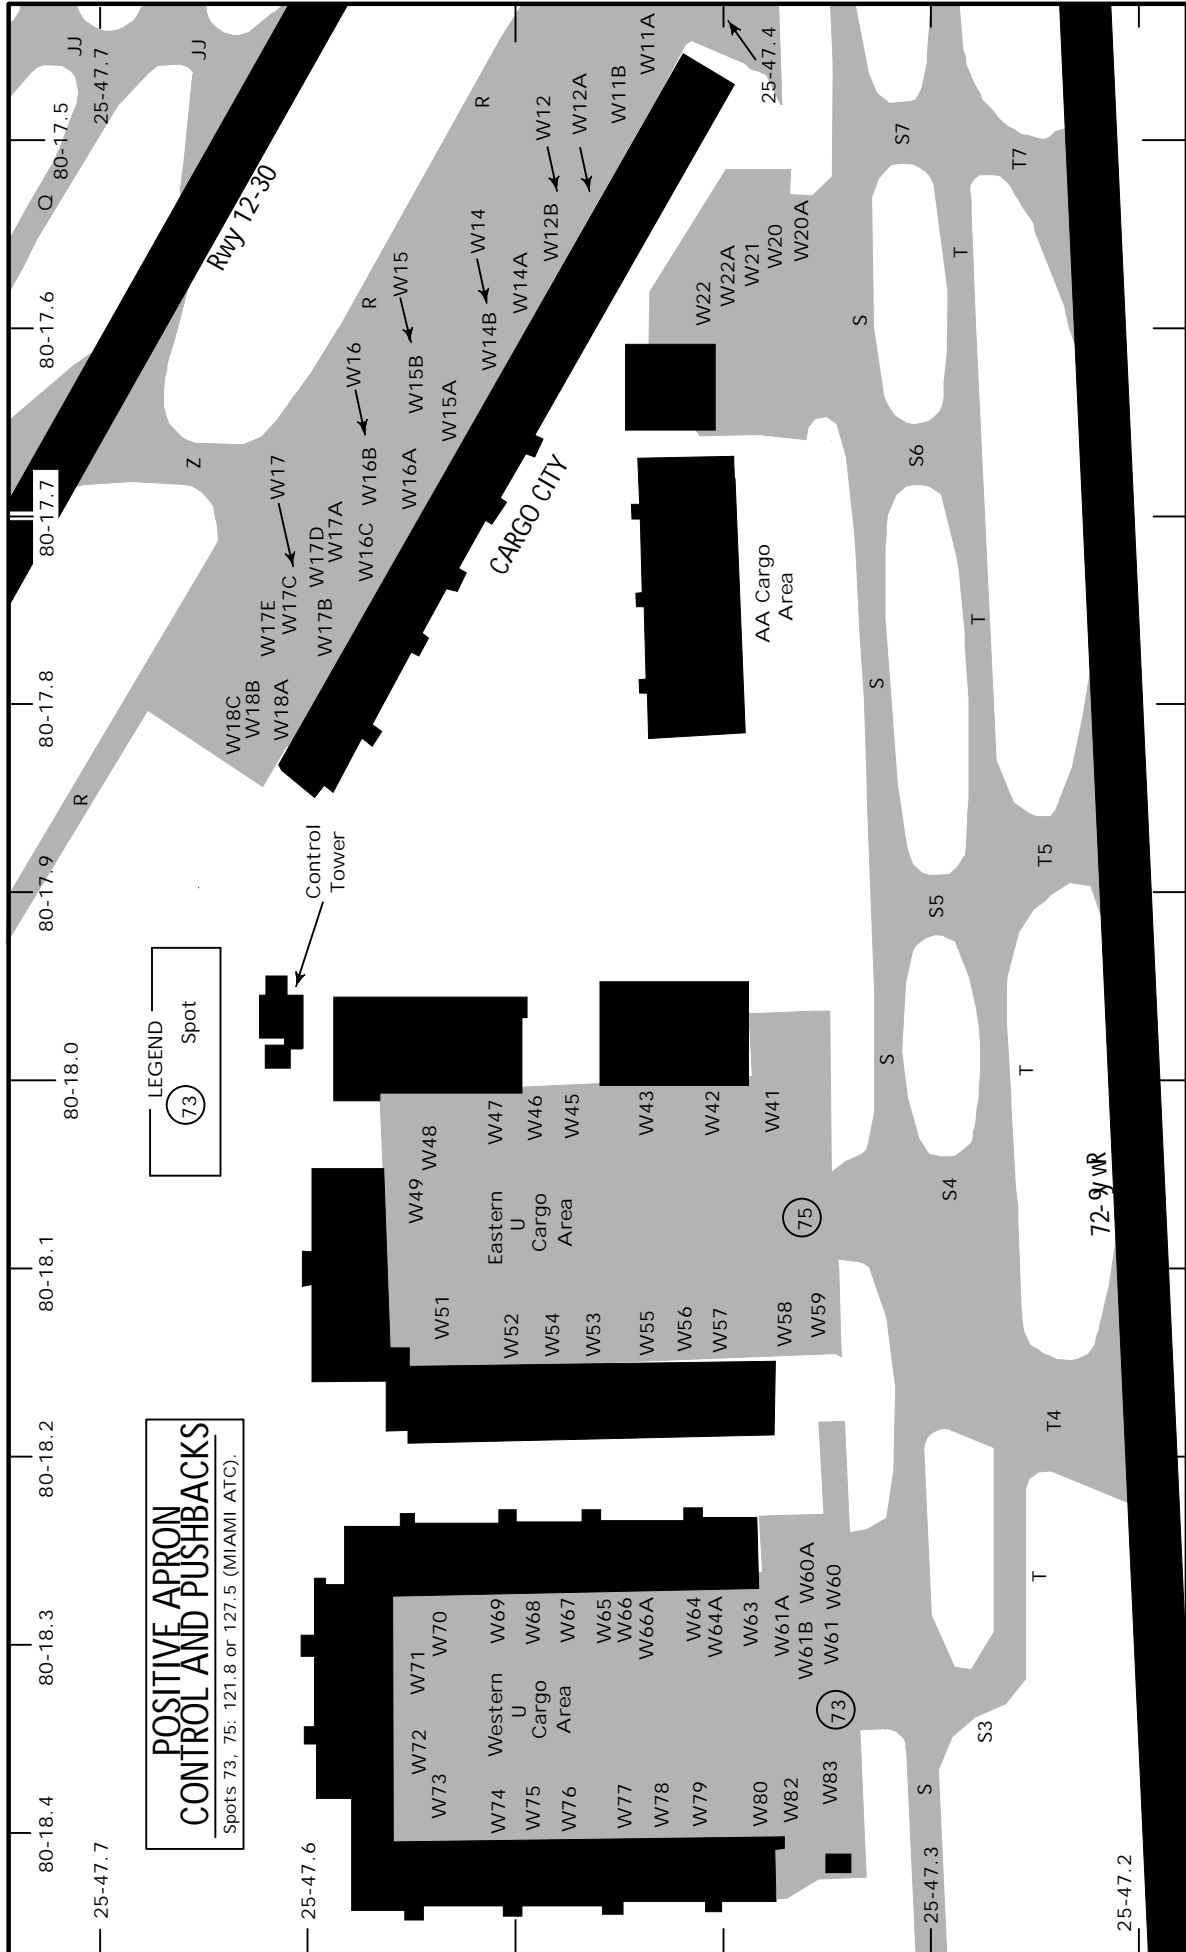 POSITIVE APRON
CONTROL AND PUSHBACKS
Spots 73, 75: 121.8 or 127.5 (MIAMI ATC).
LEGEND
73 Spot
Control
Tower
80-18.4
80-18.3
80-18.2
80-18.1
80-18.0
80-17.9
80-17.8
80-17.7
80-17.6
80-17.5
25-47.7
25-47.6
25-47.3
25-47.2
25-47.7
25-47.4
JJ
JJ
Q
Rwy 12-30
R
R
R
Z
W11A
W11B
W12A
W12
W12B
W14
W14A
W14B
W15
W15B
W15A
W16
W16B
W16A
W16C
W17
W17A
W17D
W17C
W17E
W17B
W18C
W18B
W18A
CARGO CITY
AA Cargo
Area
W22
W22A
W21
W20
W20A
W49
W48
W47
W46
W45
W43
W42
W41
Eastern
U
Cargo
Area
75
W51
W52
W54
W53
W55
W56
W57
W58
W59
W71
W70
W69
W68
W67
W65
W66
W66A
W64
W64A
W63
W61A
W61B
W60A
W61 W60
Western
U
Cargo
Area
73
W72
W73
W74
W75
W76
W77
W78
W79
W80
W82
W83
S
S3
S4
S
S5
S
S6
S
S7
T
T4
T
T5
T
T
T7